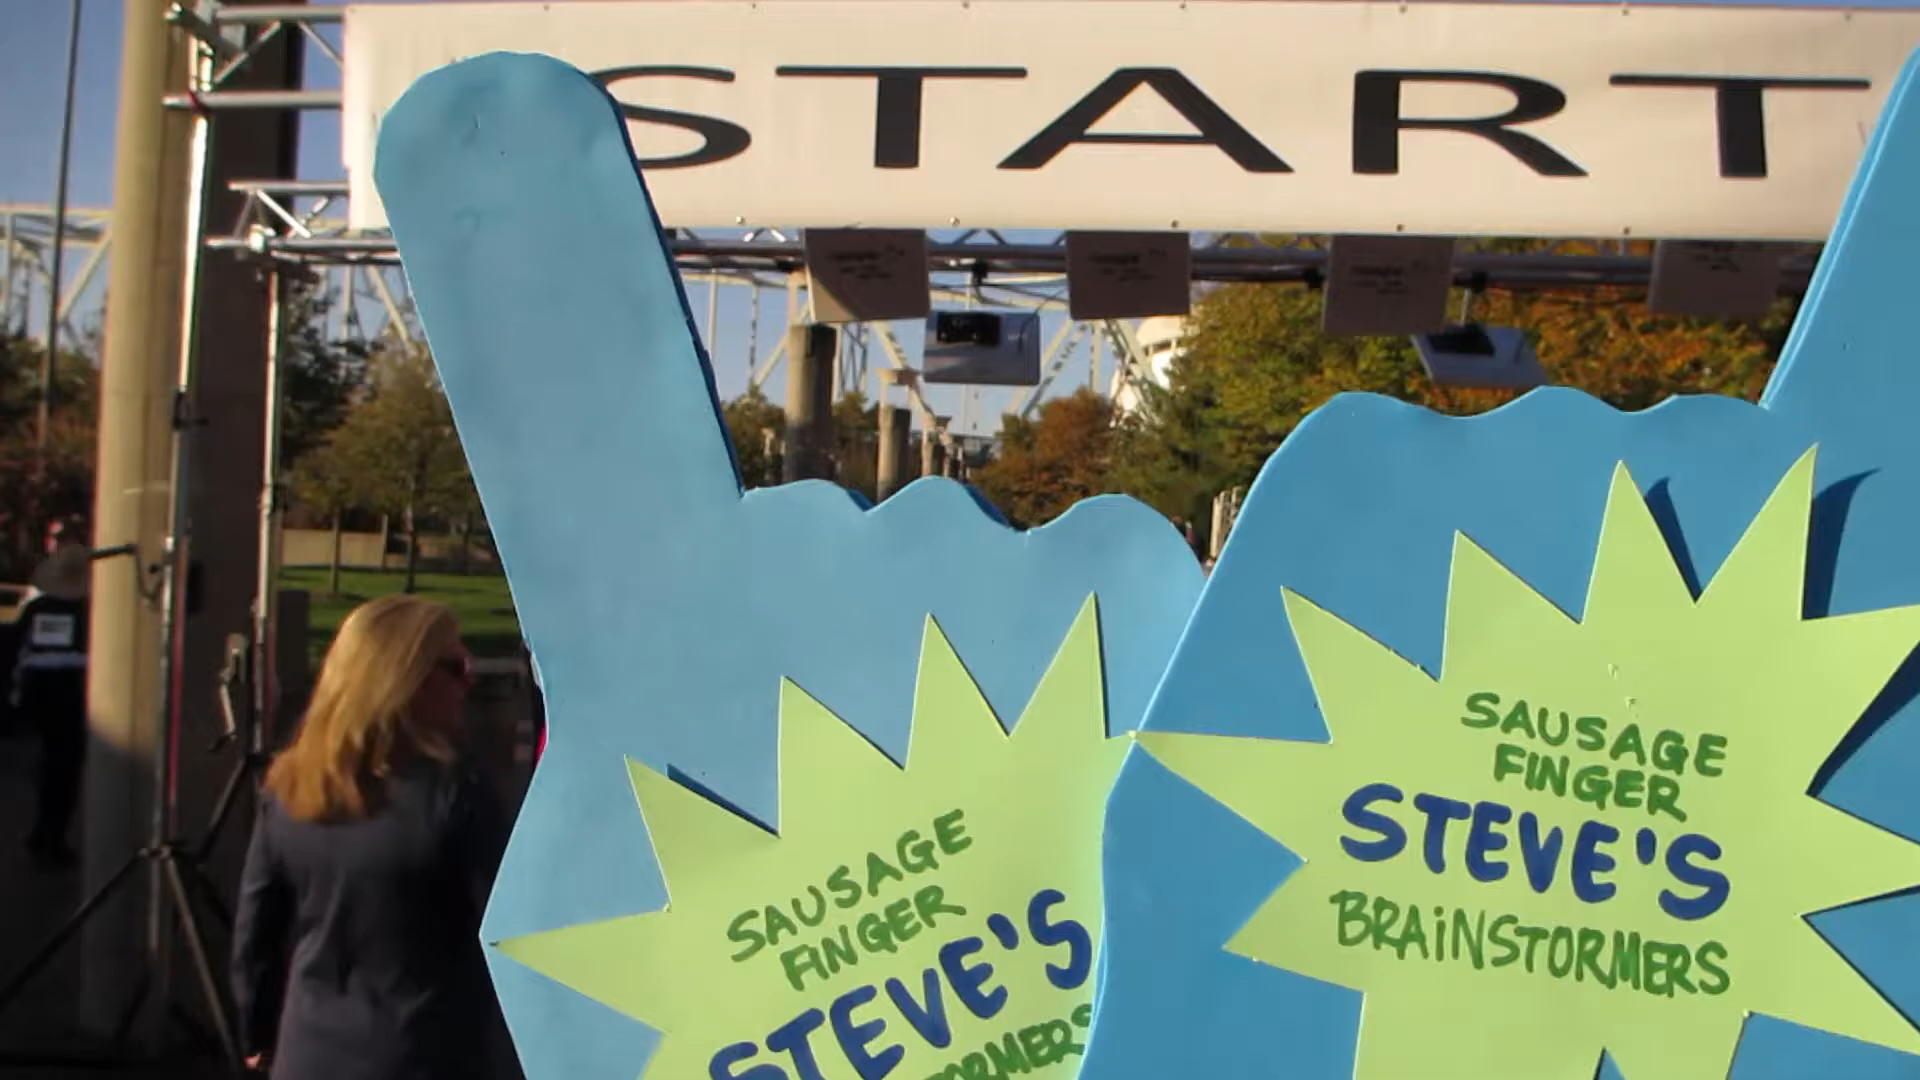 START
SAUSAGE
FINGER
STEVE'S
BRAINSTORMERS
SAUSAGE
FINGER
STEVE'S